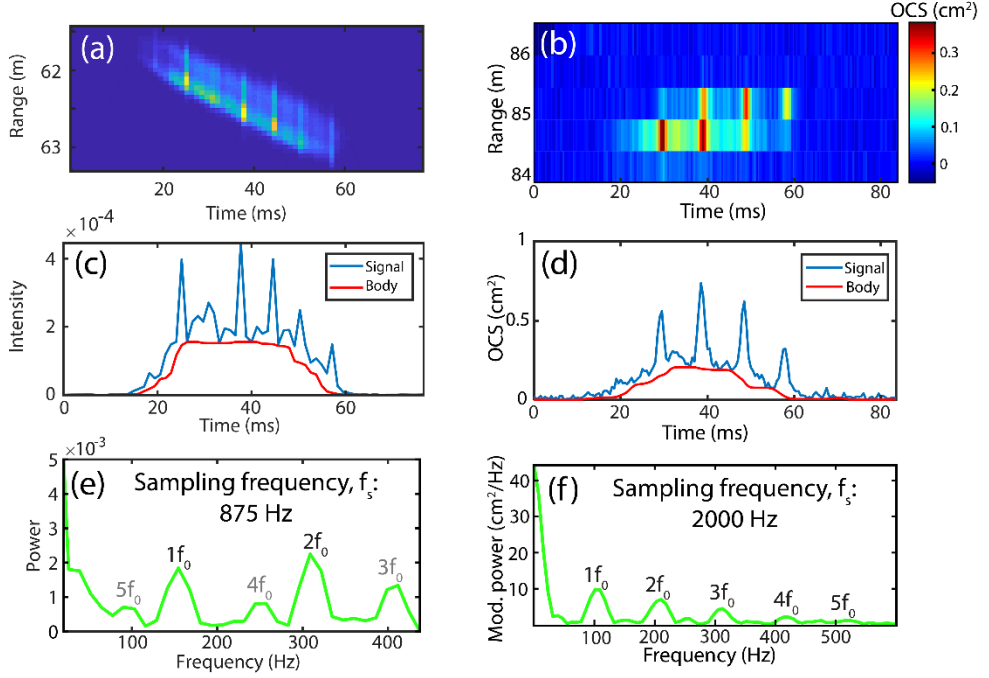 OCS (cm²)
(a)
(b)
Range (m)
62
63
0
20
40
60
Time (ms)
Range (m)
86
85
84
0
20
40
60
80
Time (ms)
0.3
0.2
0.1
0
× 10⁻⁴
(c)
Signal
Body
Intensity
4
2
0
0
20
40
60
Time (ms)
(d)
Signal
Body
OCS (cm²)
1
0.5
0
0
20
40
60
80
Time (ms)
× 10⁻³
(e)
Sampling frequency, fₛ:
875 Hz
Power
5
4
3
2
1
0
5f₀
1f₀
4f₀
2f₀
3f₀
100
200
300
400
Frequency (Hz)
(f)
Sampling frequency, fₛ:
2000 Hz
Mod. power (cm²/Hz)
40
30
20
10
1f₀
2f₀
3f₀
4f₀
5f₀
100
200
300
400
500
Frequency (Hz)